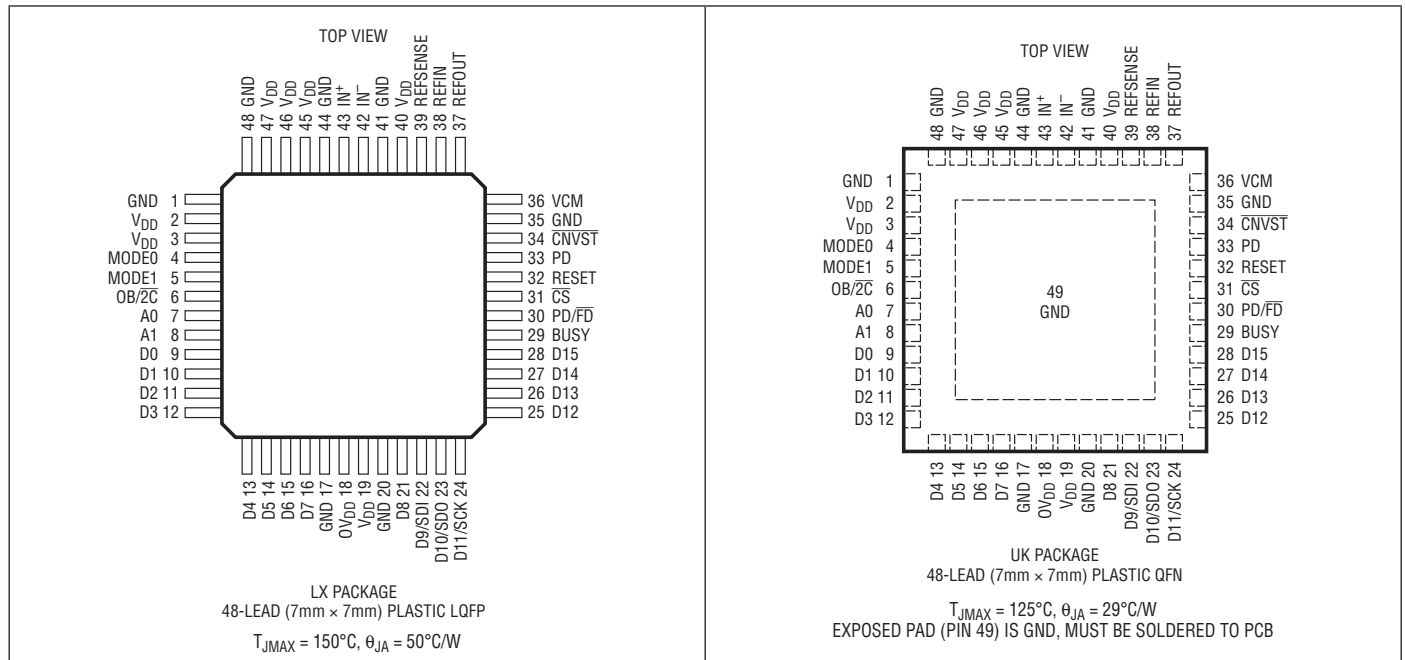 TOP VIEW
48 GND
47 VDD
46 VDD
45 VDD
44 GND
43 IN+
42 IN–
41 GND
40 VDD
39 REFSENSE
38 REFIN
37 REFOUT
GND 1
VDD 2
VDD 3
MODE0 4
MODE1 5
OB/2C̅ 6
A0 7
A1 8
D0 9
D1 10
D2 11
D3 12
D4 13
D5 14
D6 15
D7 16
GND 17
OVDD 18
VDD 19
GND 20
D8 21
D9/SDI 22
D10/SDO 23
D11/SCK 24
36 VCM
35 GND
34 CNVST
33 PD
32 RESET
31 CS
30 PD/FD
29 BUSY
28 D15
27 D14
26 D13
25 D12
LX PACKAGE
48-LEAD (7mm × 7mm) PLASTIC LQFP
TJMAX = 150°C, θJA = 50°C/W
TOP VIEW
48 GND
47 VDD
46 VDD
45 VDD
44 GND
43 IN+
42 IN–
41 GND
40 VDD
39 REFSENSE
38 REFIN
37 REFOUT
GND 1
VDD 2
VDD 3
MODE0 4
MODE1 5
OB/2C̅ 6
A0 7
A1 8
D0 9
D1 10
D2 11
D3 12
49
GND
D4 13
D5 14
D6 15
D7 16
GND 17
OVDD 18
VDD 19
GND 20
D8 21
D9/SDI 22
D10/SDO 23
D11/SCK 24
36 VCM
35 GND
34 CNVST
33 PD
32 RESET
31 CS
30 PD/FD
29 BUSY
28 D15
27 D14
26 D13
25 D12
UK PACKAGE
48-LEAD (7mm × 7mm) PLASTIC QFN
TJMAX = 125°C, θJA = 29°C/W
EXPOSED PAD (PIN 49) IS GND, MUST BE SOLDERED TO PCB